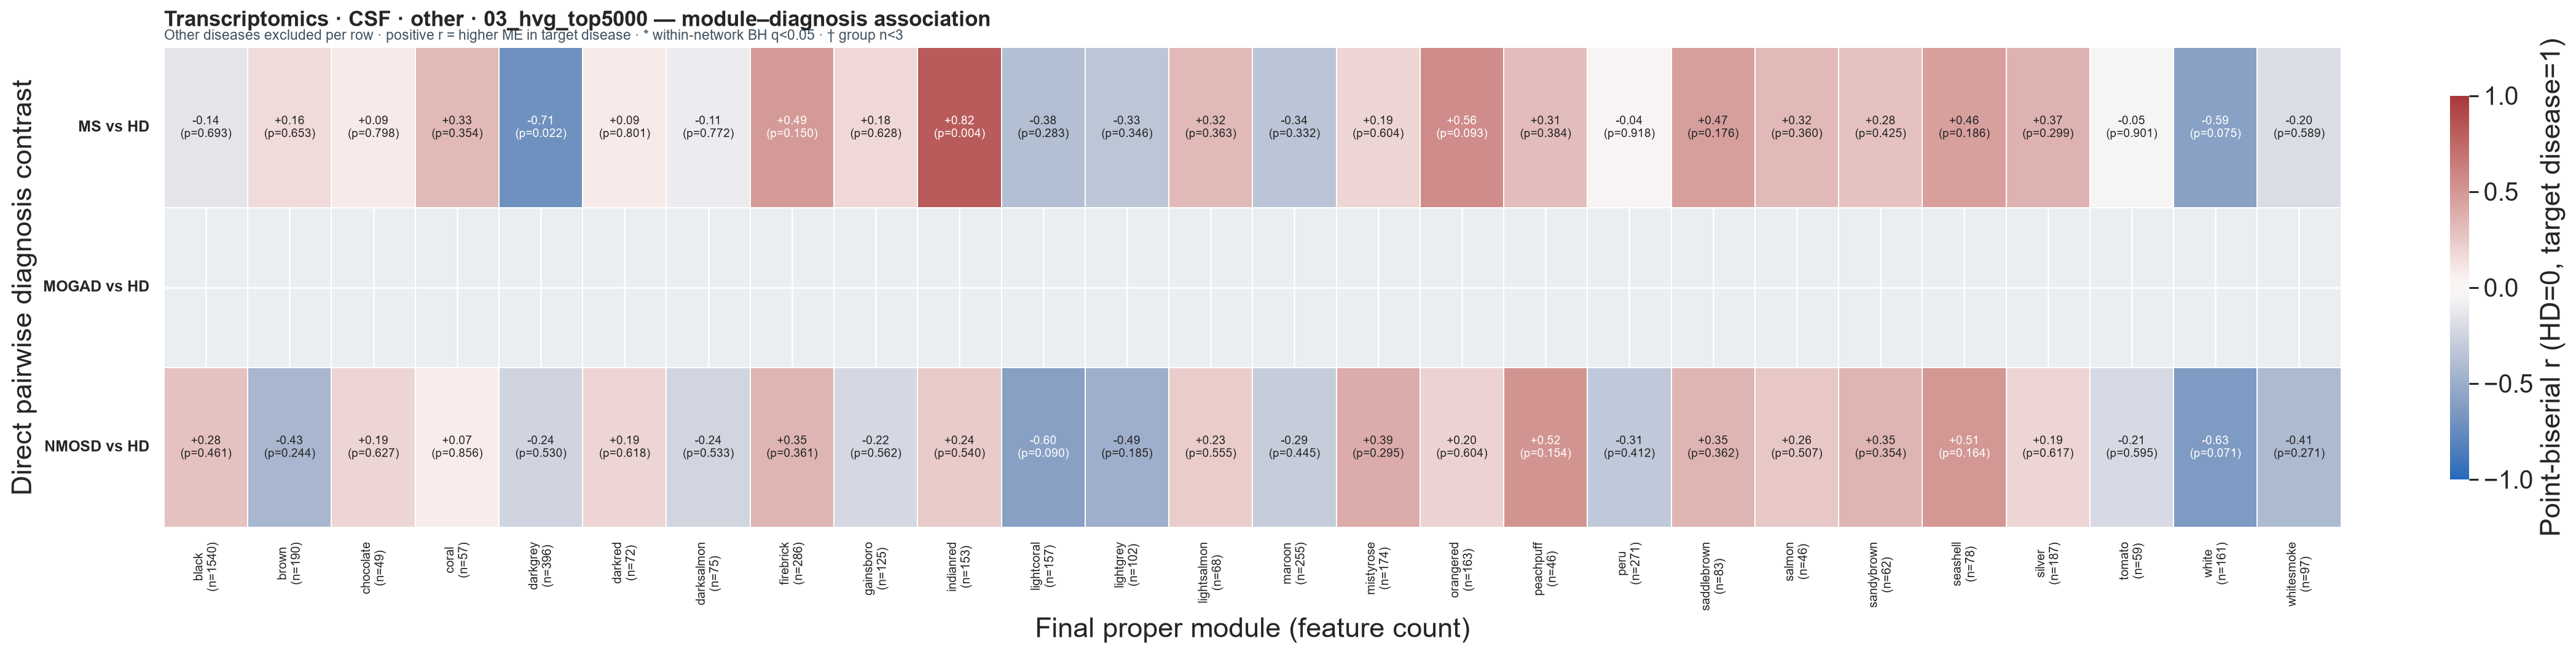 Transcriptomics · CSF · other · 03_hvg_top5000 — module–diagnosis association
Other diseases excluded per row · positive r = higher ME in target disease · * within-network BH q<0.05 · † group n<3
Direct pairwise diagnosis contrast
MS vs HD
-0.14 +0.16 +0.09 +0.33 -0.71 +0.09 -0.11 +0.49 +0.18 +0.82 -0.38 -0.33 +0.32 -0.34 +0.19 +0.56 +0.31 -0.04 +0.47 +0.32 +0.28 +0.46 +0.37 -0.05 -0.59 -0.20
(p=0.693) (p=0.653) (p=0.798) (p=0.354) (p=0.022) (p=0.801) (p=0.772) (p=0.150) (p=0.628) (p=0.004) (p=0.283) (p=0.346) (p=0.363) (p=0.332) (p=0.604) (p=0.093) (p=0.384) (p=0.918) (p=0.176) (p=0.360) (p=0.425) (p=0.186) (p=0.299) (p=0.901) (p=0.075) (p=0.589)
MOGAD vs HD
NMOSD vs HD
+0.28 -0.43 +0.19 +0.07 -0.24 +0.19 -0.24 +0.35 -0.22 +0.24 -0.60 -0.49 +0.23 -0.29 +0.39 +0.20 +0.52 -0.31 +0.35 +0.26 +0.35 +0.51 +0.19 -0.21 -0.63 -0.41
(p=0.461) (p=0.244) (p=0.627) (p=0.856) (p=0.530) (p=0.618) (p=0.533) (p=0.361) (p=0.562) (p=0.540) (p=0.090) (p=0.185) (p=0.555) (p=0.445) (p=0.295) (p=0.604) (p=0.154) (p=0.412) (p=0.362) (p=0.507) (p=0.354) (p=0.164) (p=0.617) (p=0.595) (p=0.071) (p=0.271)
black
(n=1540)
brown
(n=190)
chocolate
(n=49)
coral
(n=57)
darkgrey
(n=396)
darkred
(n=72)
darksalmon
(n=75)
firebrick
(n=286)
gainsboro
(n=125)
indianred
(n=153)
lightcoral
(n=157)
lightgrey
(n=102)
lightsalmon
(n=68)
maroon
(n=255)
mistyrose
(n=174)
orangered
(n=163)
peachpuff
(n=46)
peru
(n=271)
saddlebrown
(n=83)
salmon
(n=46)
sandybrown
(n=62)
seashell
(n=78)
silver
(n=187)
tomato
(n=59)
white
(n=161)
whitesmoke
(n=97)
Final proper module (feature count)
1.0
0.5
0.0
−0.5
−1.0
Point-biserial r (HD=0, target disease=1)